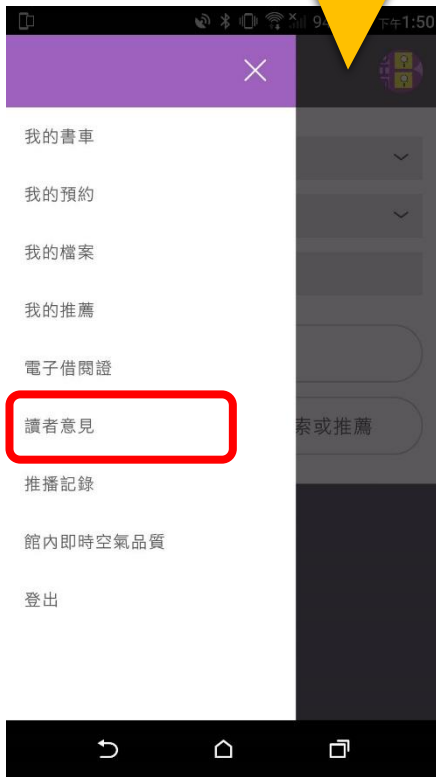 下午1:50
我的書車
我的預約
我的檔案
我的推薦
電子借閱證
讀者意見
索或推薦
推播記錄
館內即時空氣品質
登出